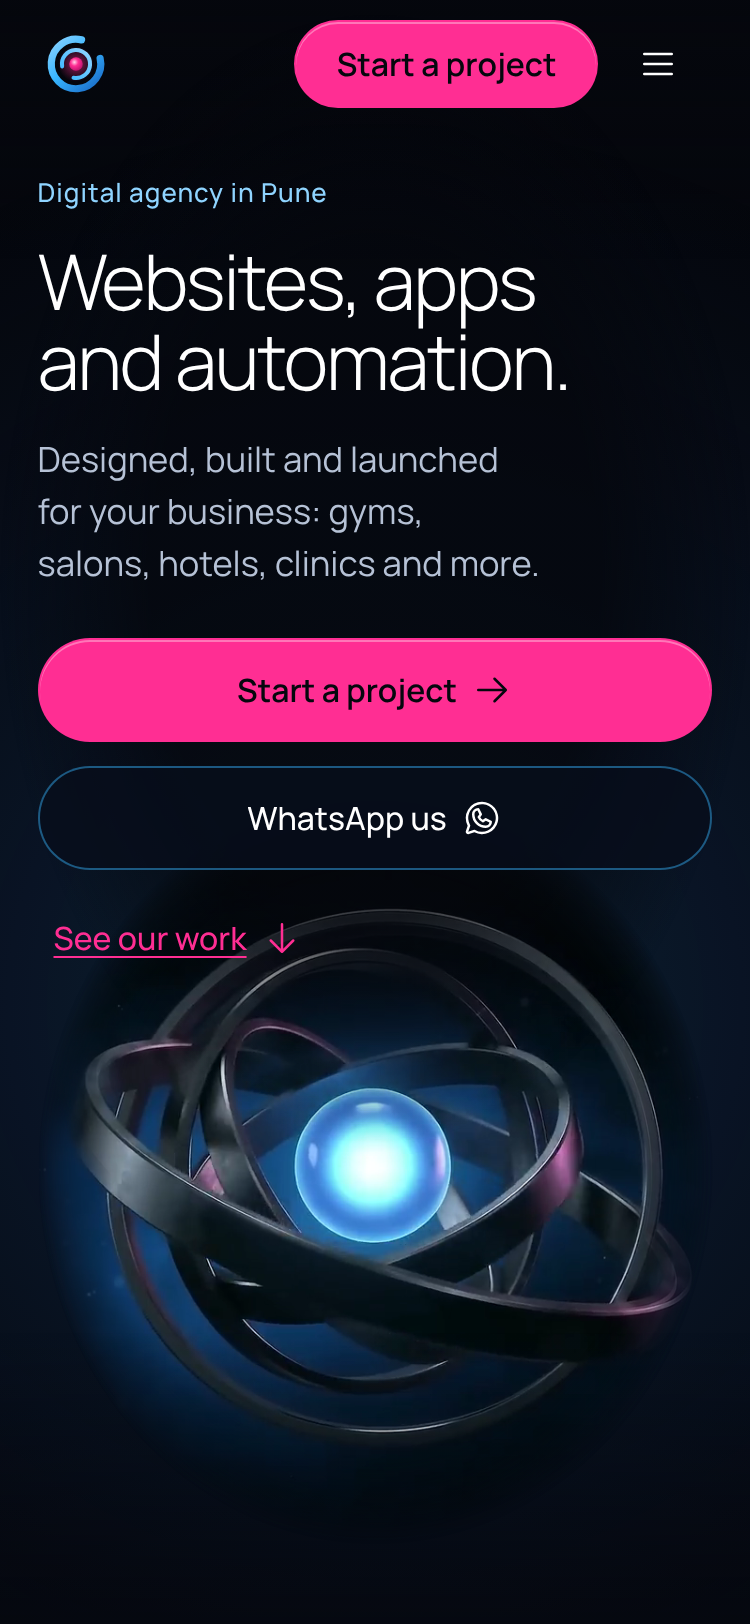 Start a project
Digital agency in Pune
Websites, apps
and automation.
Designed, built and launched
for your business: gyms,
salons, hotels, clinics and more.
Start a project
WhatsApp us
See our work